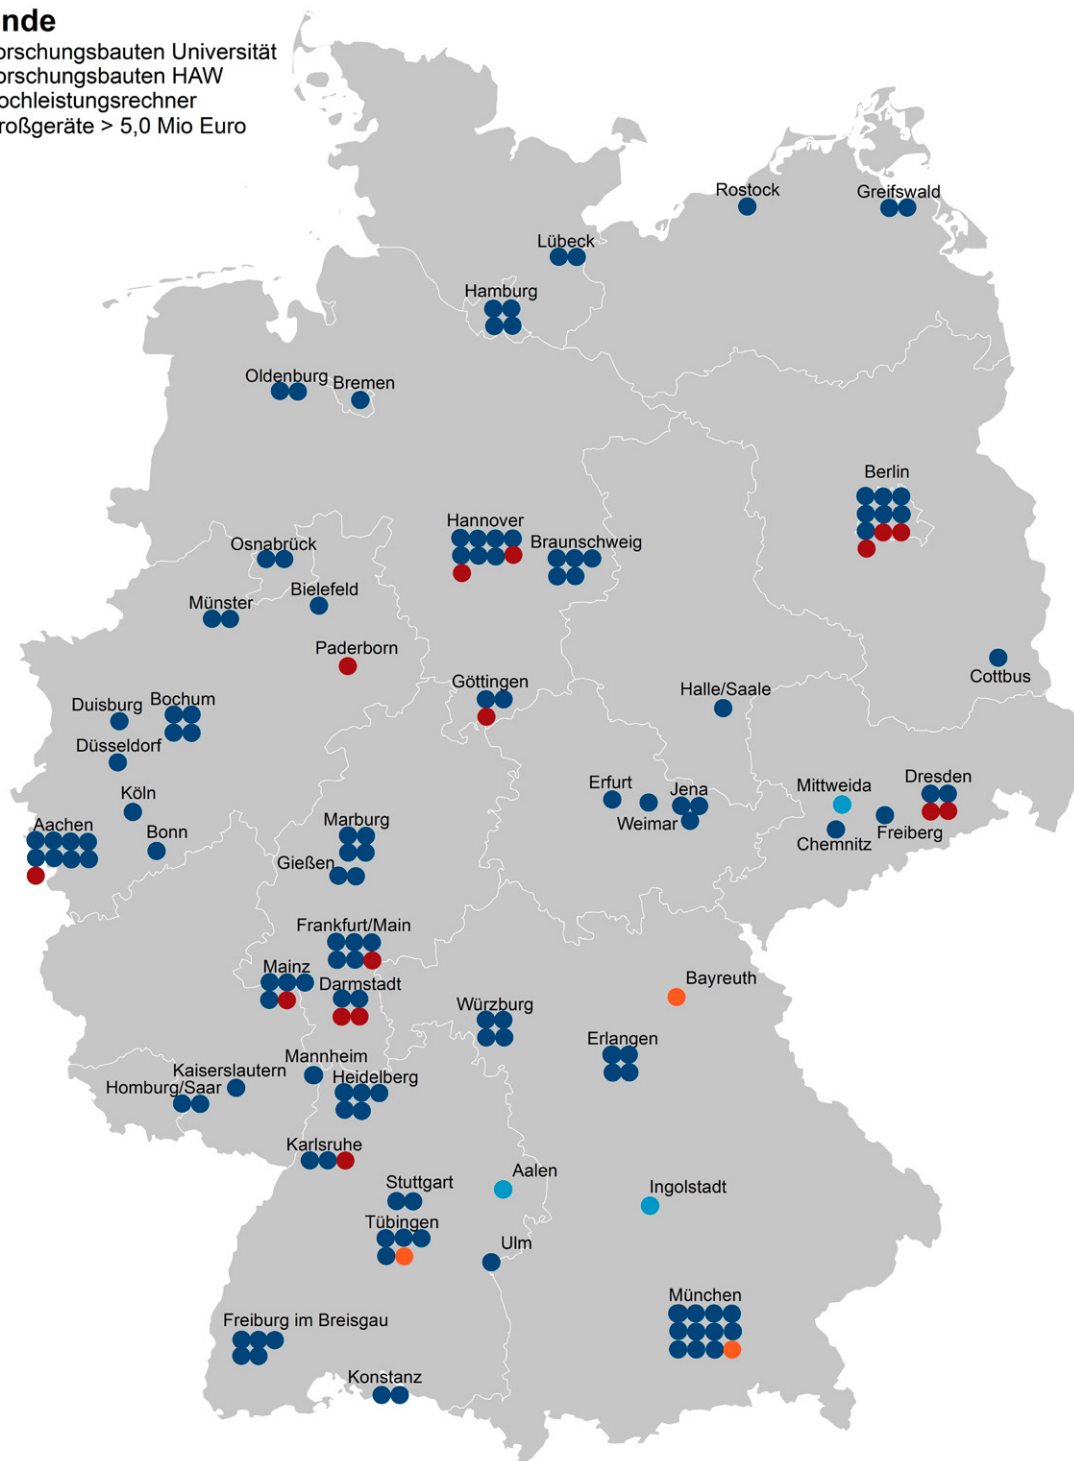 nde
orschungsbauten Universität
orschungsbauten HAW
ochleistungsrechner
roßgeräte > 5,0 Mio Euro
Rostock
Greifswald
Lübeck
Hamburg
Oldenburg
Bremen
Berlin
Hannover
Braunschweig
Osnabrück
Bielefeld
Münster
Paderborn
Cottbus
Göttingen
Halle/Saale
Duisburg
Bochum
Düsseldorf
Köln
Erfurt
Jena
Weimar
Mittweida
Dresden
Aachen
Bonn
Marburg
Freiberg
Chemnitz
Gießen
Frankfurt/Main
Mainz
Darmstadt
Bayreuth
Würzburg
Erlangen
Mannheim
Kaiserslautern
Heidelberg
Homburg/Saar
Karlsruhe
Stuttgart
Aalen
Ingolstadt
Tübingen
Ulm
München
Freiburg im Breisgau
Konstanz